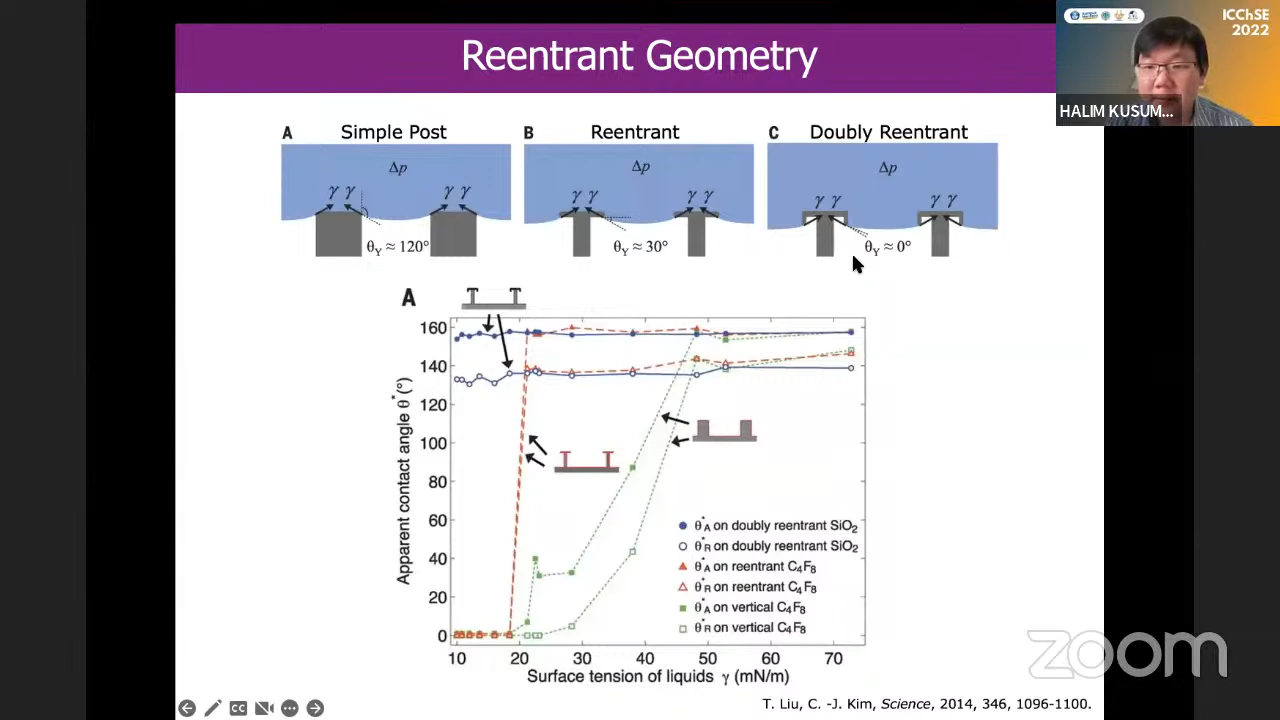 Reentrant Geometry
ICChSE
2022
HALIM KUSUM...
A Simple Post
B Reentrant
C Doubly Reentrant
Δp
Δp
Δp
γ γ
γ γ
γ γ
γ γ
γ γ
γ γ
θY ≈ 120°
θY ≈ 30°
θY ≈ 0°
A
Apparent contact angle θ*(°)
160
140
120
100
80
60
40
20
0
10 20 30 40 50 60 70
Surface tension of liquids γ (mN/m)
θ*A on doubly reentrant SiO2
θ*R on doubly reentrant SiO2
θ*A on reentrant C4F8
θ*R on reentrant C4F8
θ*A on vertical C4F8
θ*R on vertical C4F8
zoom
CC
T. Liu, C. -J. Kim, Science, 2014, 346, 1096-1100.